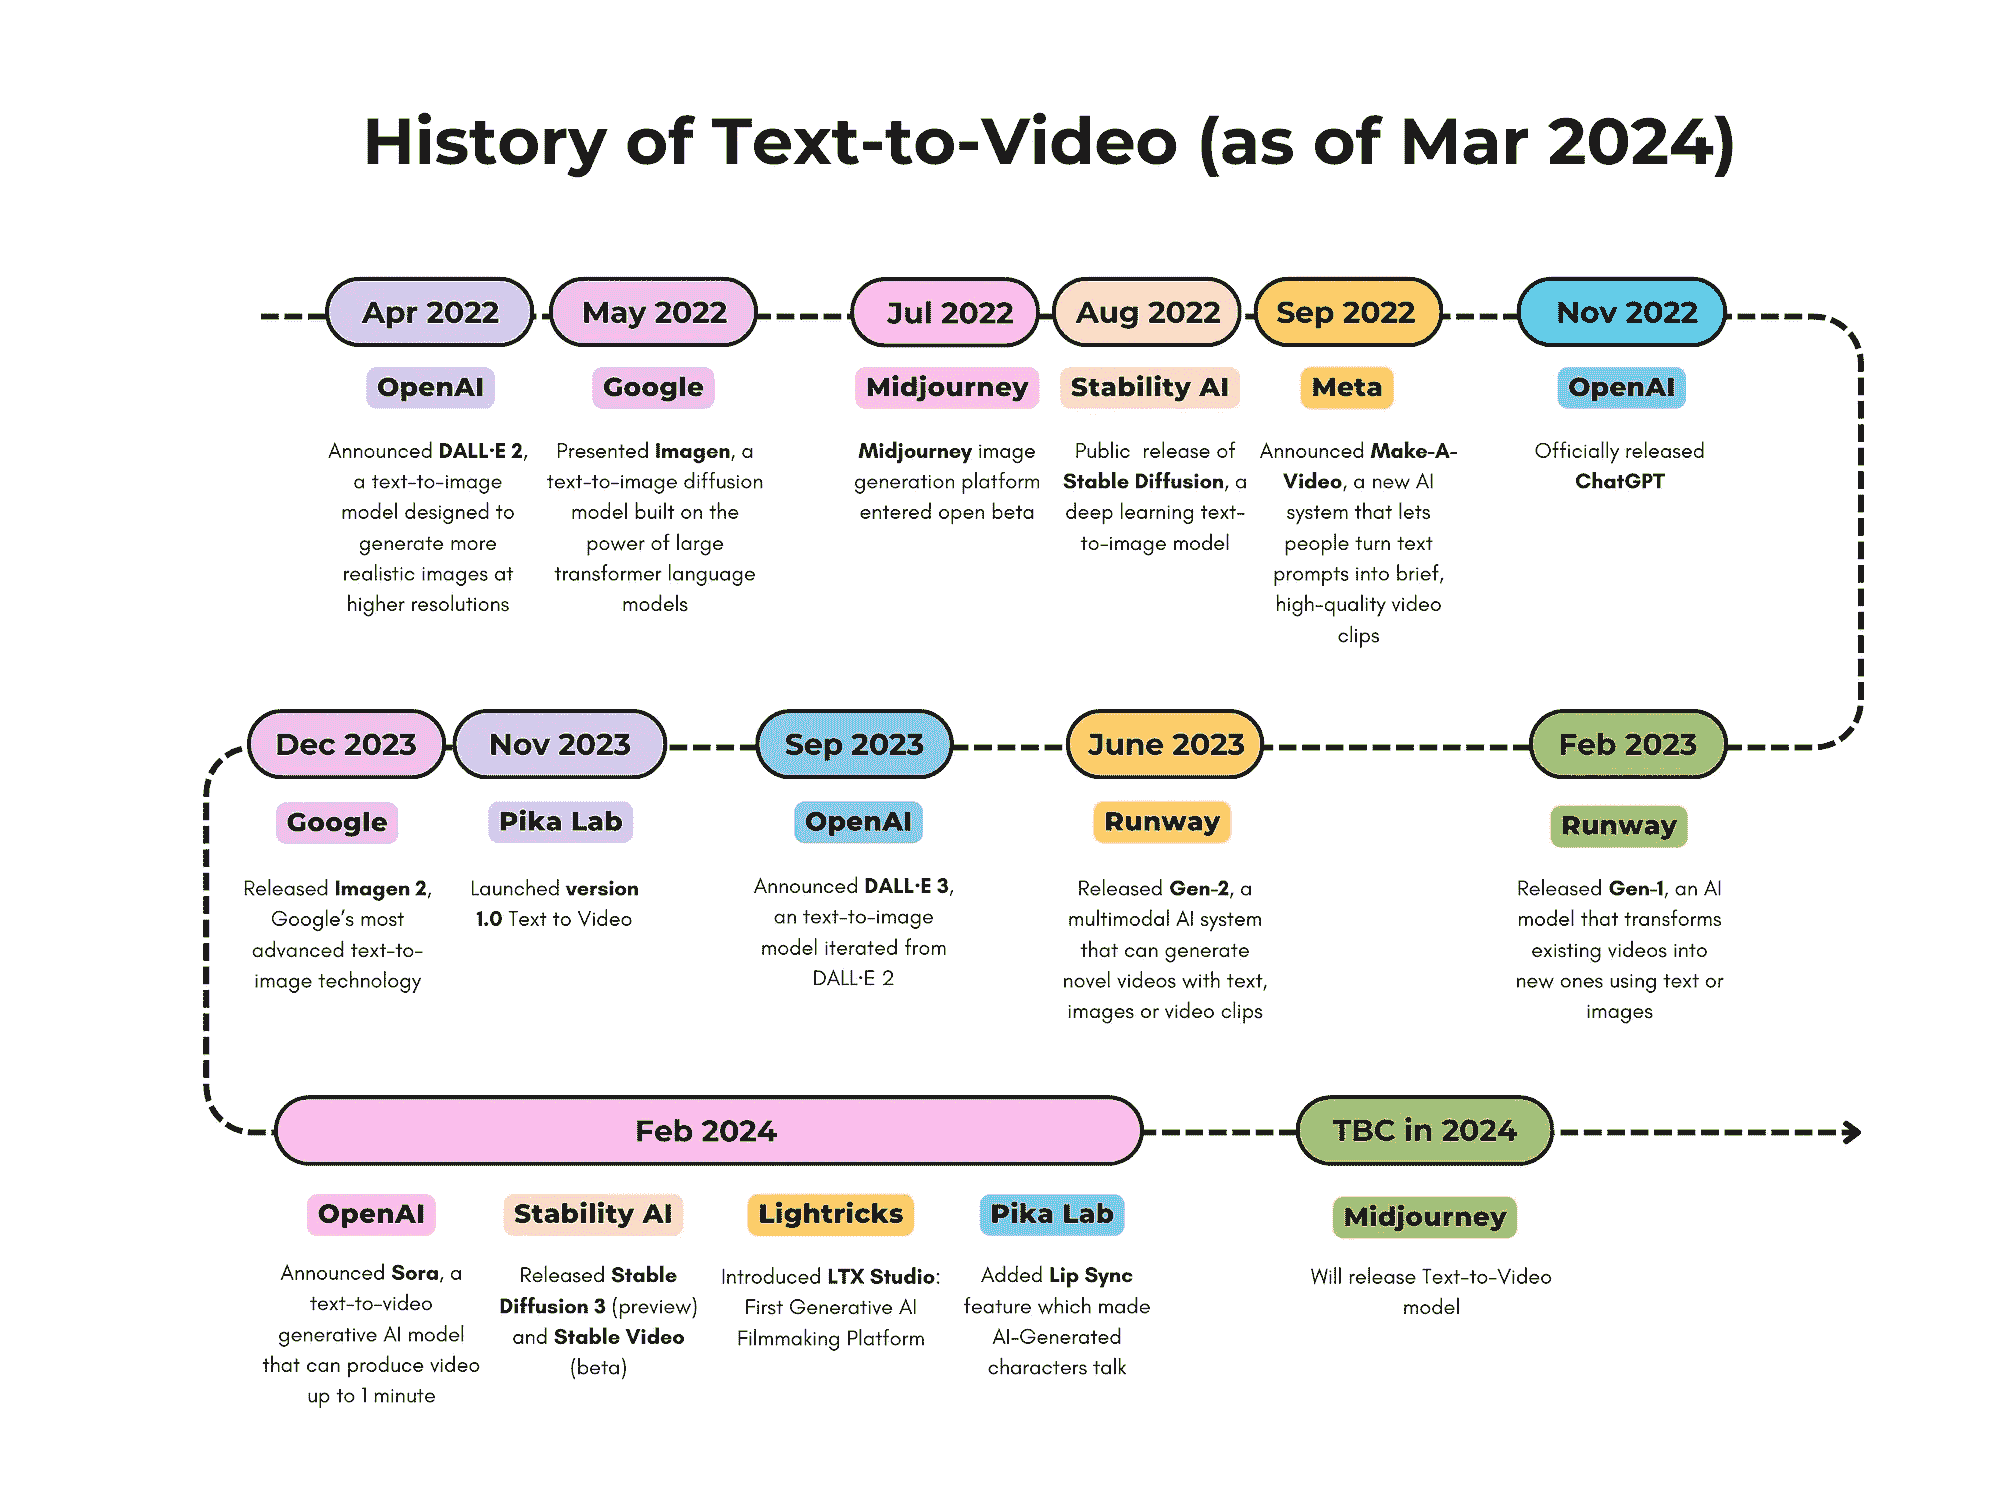 History of Text-to-Video (as of Mar 2024)
Apr 2022
OpenAI
Announced DALL·E 2,
a text-to-image
model designed to
generate more
realistic images at
higher resolutions
May 2022
Google
Presented Imagen, a
text-to-image diffusion
model built on the
power of large
transformer language
models
Jul 2022
Midjourney
Midjourney image
generation platform
entered open beta
Aug 2022
Stability AI
Public release of
Stable Diffusion, a
deep learning text-
to-image model
Sep 2022
Meta
Announced Make-A-
Video, a new AI
system that lets
people turn text
prompts into brief,
high-quality video
clips
Nov 2022
OpenAI
Officially released
ChatGPT
Feb 2023
Runway
Released Gen-1, an AI
model that transforms
existing videos into
new ones using text or
images
June 2023
Runway
Released Gen-2, a
multimodal AI system
that can generate
novel videos with text,
images or video clips
Sep 2023
OpenAI
Announced DALL·E 3,
an text-to-image
model iterated from
DALL·E 2
Nov 2023
Pika Lab
Launched version
1.0 Text to Video
Dec 2023
Google
Released Imagen 2,
Google's most
advanced text-to-
image technology
Feb 2024
OpenAI
Announced Sora, a
text-to-video
generative AI model
that can produce video
up to 1 minute
Stability AI
Released Stable
Diffusion 3 (preview)
and Stable Video
(beta)
Lightricks
Introduced LTX Studio:
First Generative AI
Filmmaking Platform
Pika Lab
Added Lip Sync
feature which made
AI-Generated
characters talk
TBC in 2024
Midjourney
Will release Text-to-Video
model